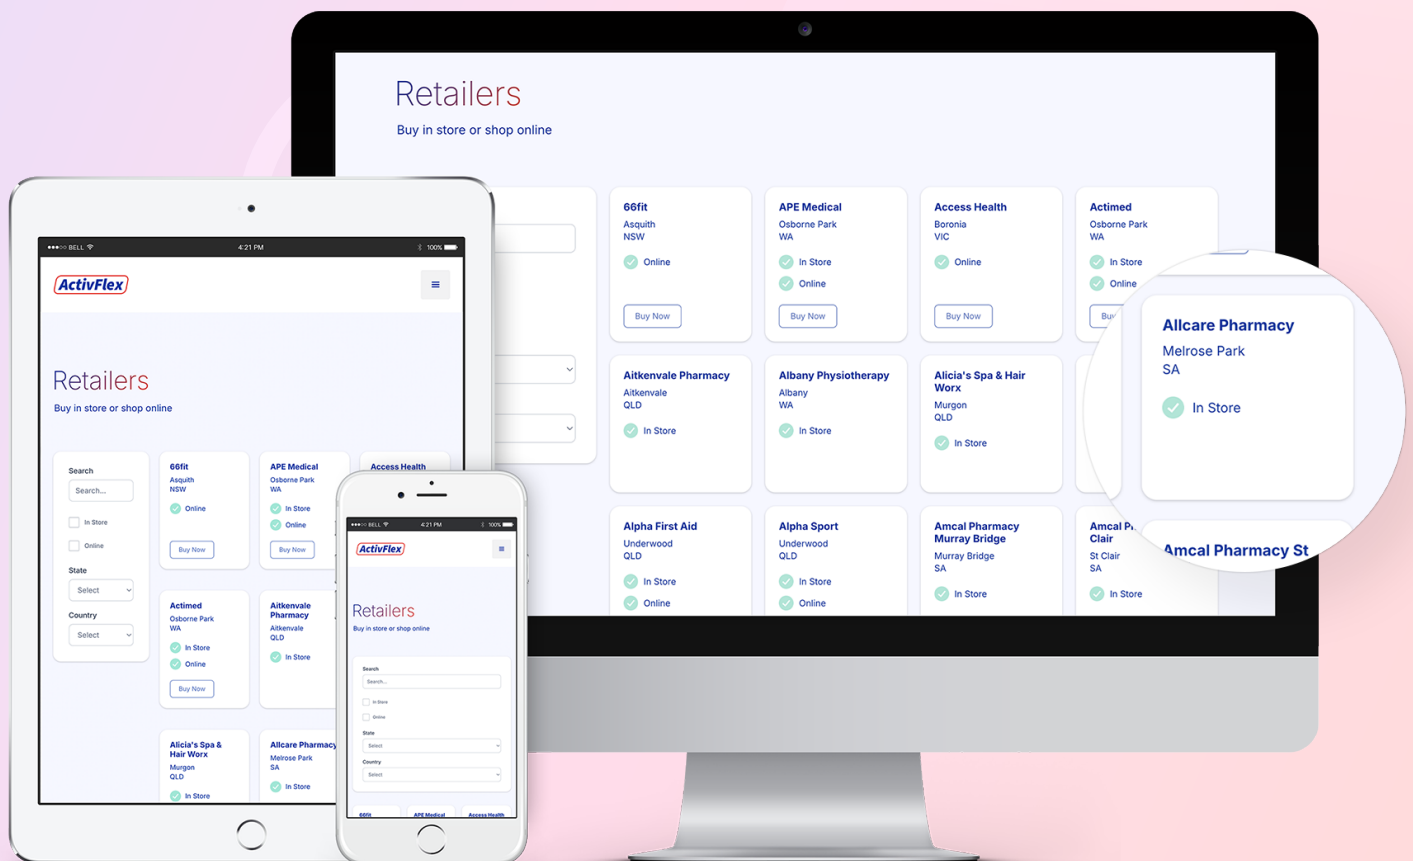 Retailers
Buy in store or shop online
66fit
Asquith
NSW
Online
Buy Now
APE Medical
Osborne Park
WA
In Store
Online
Buy Now
Access Health
Boronia
VIC
Online
Buy Now
Actimed
Osborne Park
WA
In Store
Online
Aitkenvale Pharmacy
Aitkenvale
QLD
In Store
Albany Physiotherapy
Albany
WA
In Store
Alicia's Spa & Hair
Worx
Murgon
QLD
In Store
Allcare Pharmacy
Melrose Park
SA
In Store
Amcal Pharmacy St
Alpha First Aid
Underwood
QLD
In Store
Online
Alpha Sport
Underwood
QLD
In Store
Online
Amcal Pharmacy
Murray Bridge
Murray Bridge
SA
In Store
Amcal
Clair
St Clair
SA
In Store
BELL
4:21 PM
100%
ActivFlex
Retailers
Buy in store or shop online
Search
Search...
In Store
Online
State
Select
Country
Select
66fit
Asquith
NSW
Online
Buy Now
APE Medical
Osborne Park
WA
In Store
Online
Buy Now
Access Health
Actimed
Osborne Park
WA
In Store
Online
Buy Now
Aitkenvale
Pharmacy
Aitkenvale
QLD
In Store
Alicia's Spa &
Hair Worx
Murgon
QLD
In Store
Allcare Pharmacy
Melrose Park
SA
In Store
BELL
4:21 PM
100%
ActivFlex
Retailers
Buy in store or shop online
Search
Search...
In Store
Online
State
Select
Country
Select
66fit
APE Medical
Access Health